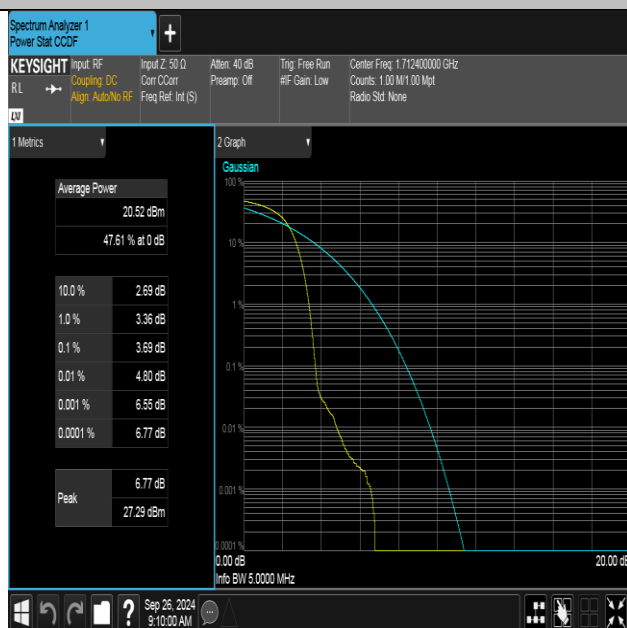 Spectrum Analyzer 1
Power Stat CCDF
KEYSIGHT
RL
LXI
Input: RF
Coupling: DC
Align: Auto/No RF
Input Z: 50 Ω
Corr CCorr
Freq Ref: Int (S)
Atten: 40 dB
Preamp: Off
Trig: Free Run
#IF Gain: Low
Center Freq: 1.712400000 GHz
Counts: 1.00 M/1.00 Mpt
Radio Std: None
1 Metrics
Average Power
20.52 dBm
47.61 % at 0 dB
10.0 % 2.69 dB
1.0 % 3.36 dB
0.1 % 3.69 dB
0.01 % 4.80 dB
0.001 % 6.55 dB
0.0001 % 6.77 dB
Peak
6.77 dB
27.29 dBm
2 Graph
Gaussian
100 %
10 %
1 %
0.1 %
0.01 %
0.001 %
0.0001 %
0.00 dB
20.00 dB
Info BW 5.0000 MHz
?
Sep 26, 2024
9:10:00 AM